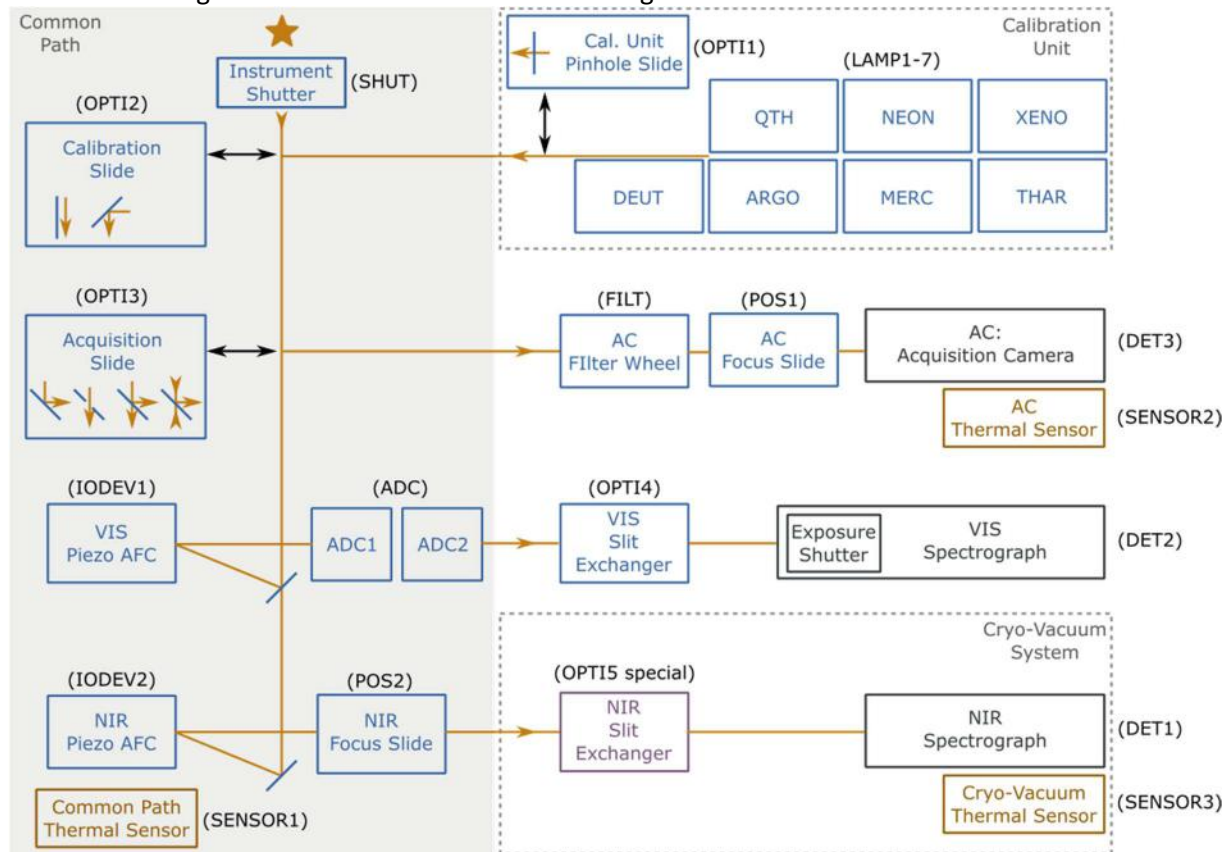 Common
Path
Instrument
Shutter
(SHUT)
Cal. Unit
Pinhole Slide
(OPTI1)
Calibration
Unit
(LAMP1-7)
QTH
NEON
XENO
DEUT
ARGO
MERC
THAR
(OPTI2)
Calibration
Slide
(OPTI3)
Acquisition
Slide
(FILT)
AC
FIlter Wheel
(POS1)
AC
Focus Slide
AC:
Acquisition Camera
(DET3)
AC
Thermal Sensor
(SENSOR2)
(IODEV1)
VIS
Piezo AFC
(ADC)
ADC1
ADC2
(OPTI4)
VIS
Slit
Exchanger
Exposure
Shutter
VIS
Spectrograph
(DET2)
Cryo-Vacuum
System
(IODEV2)
NIR
Piezo AFC
(POS2)
NIR
Focus Slide
(OPTI5 special)
NIR
Slit
Exchanger
NIR
Spectrograph
(DET1)
Common Path
Thermal Sensor
(SENSOR1)
Cryo-Vacuum
Thermal Sensor
(SENSOR3)